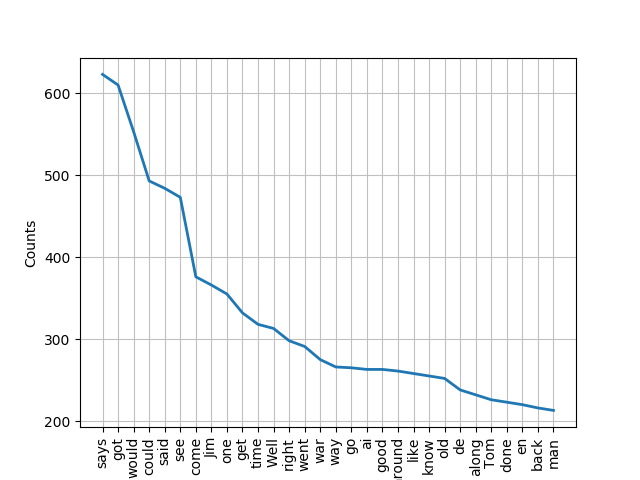 600
500
400
300
200
Counts
says
got
would
could
said
see
come
Jim
one
get
time
Well
right
went
war
way
go
ai
good
round
like
know
old
de
along
Tom
done
en
back
man